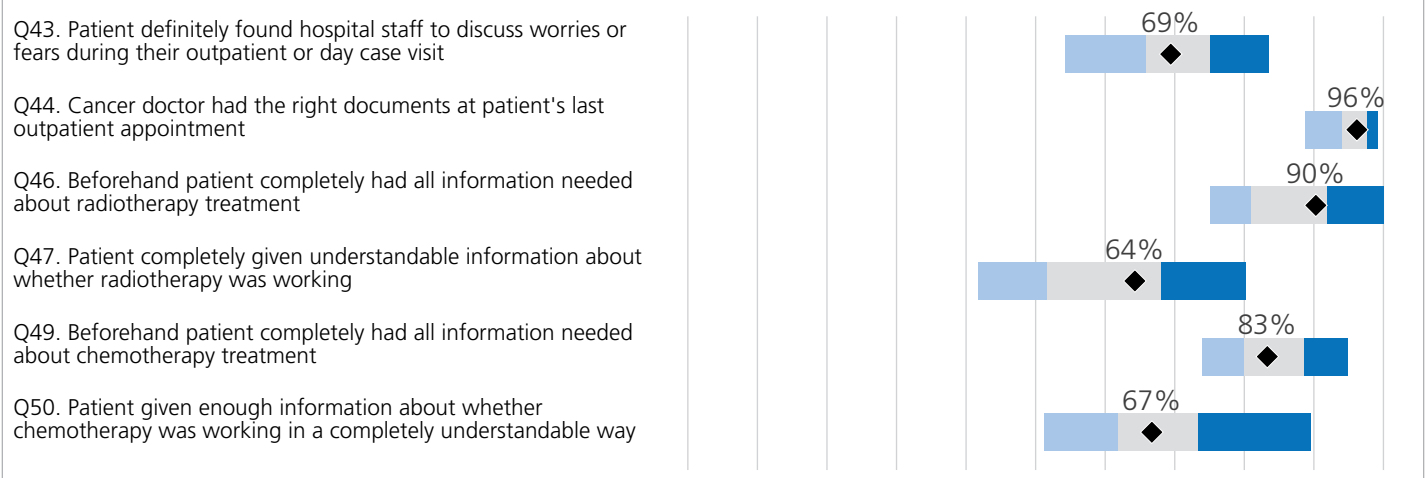 Q43. Patient definitely found hospital staff to discuss worries or
fears during their outpatient or day case visit
69%
Q44. Cancer doctor had the right documents at patient's last
outpatient appointment
96%
Q46. Beforehand patient completely had all information needed
about radiotherapy treatment
90%
Q47. Patient completely given understandable information about
whether radiotherapy was working
64%
Q49. Beforehand patient completely had all information needed
about chemotherapy treatment
83%
Q50. Patient given enough information about whether
chemotherapy was working in a completely understandable way
67%